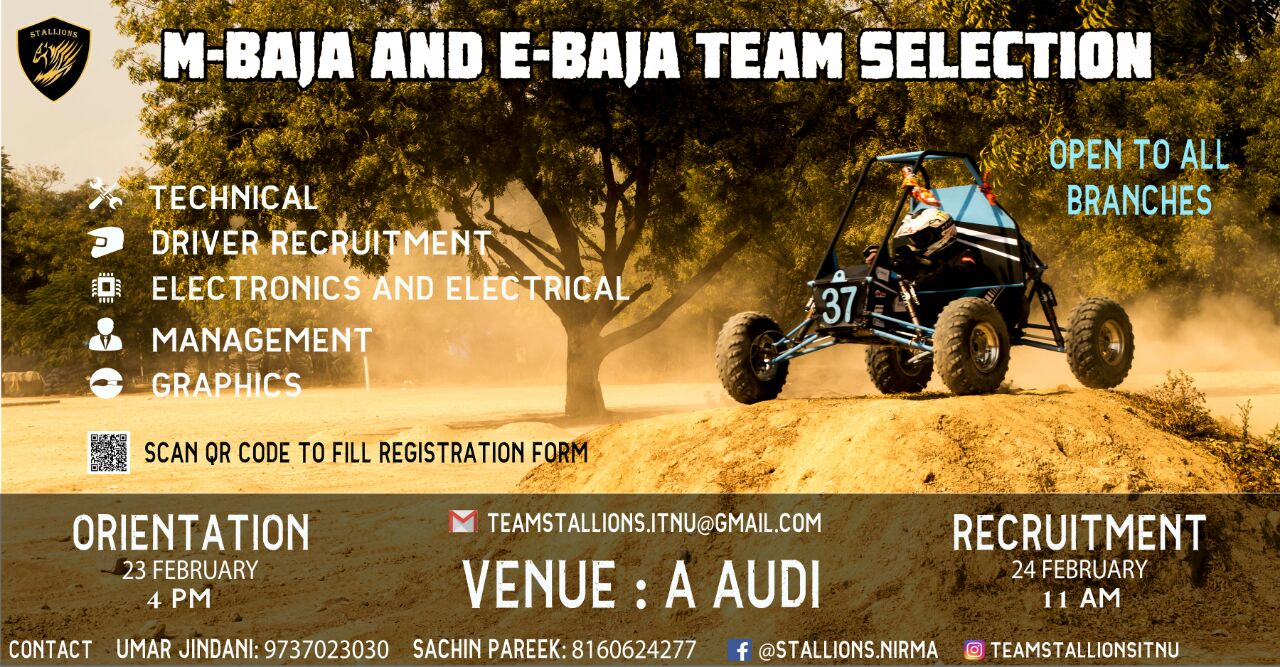 STALLIONS
M-BAJA AND E-BAJA TEAM SELECTION
OPEN TO ALL
BRANCHES
TECHNICAL
DRIVER RECRUITMENT
ELECTRONICS AND ELECTRICAL
MANAGEMENT
GRAPHICS
37
SCAN QR CODE TO FILL REGISTRATION FORM
ORIENTATION
23 FEBRUARY
4 PM
TEAMSTALLIONS.ITNU@GMAIL.COM
VENUE : A AUDI
RECRUITMENT
24 FEBRUARY
11 AM
CONTACT UMAR JINDANI: 9737023030 SACHIN PAREEK: 8160624277 @STALLIONS.NIRMA TEAMSTALLIONSITNU